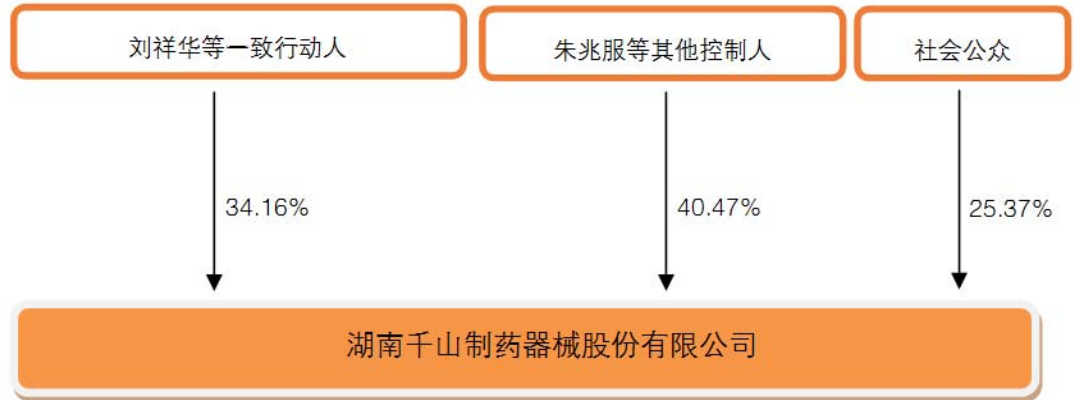 刘祥华等一致行动人
朱兆服等其他控制人
社会公众
34.16%
40.47%
25.37%
湖南千山制药器械股份有限公司